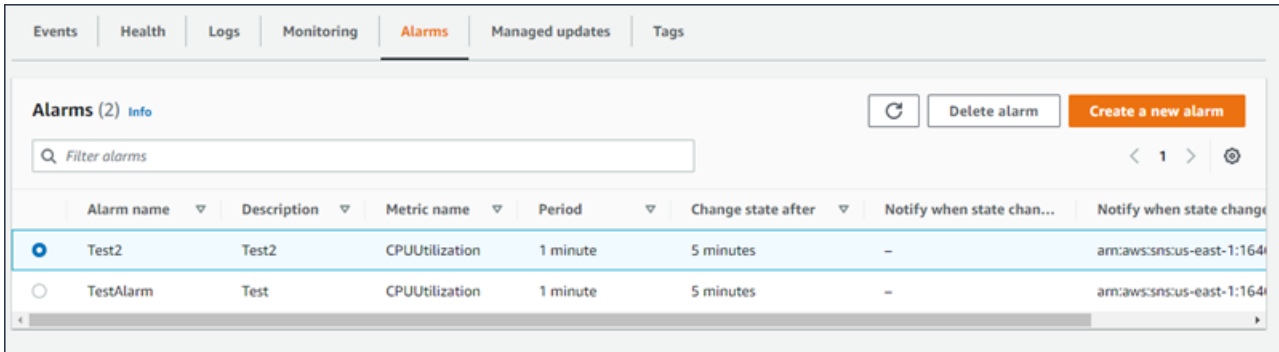 Events Health Logs Monitoring Alarms Managed updates Tags
Alarms (2) Info Delete alarm Create a new alarm
Filter alarms 1
Alarm name Description Metric name Period Change state after Notify when state chan... Notify when state change
Test2 Test2 CPUUtilization 1 minute 5 minutes – arn:aws:sns:us-east-1:164
TestAlarm Test CPUUtilization 1 minute 5 minutes – arn:aws:sns:us-east-1:164